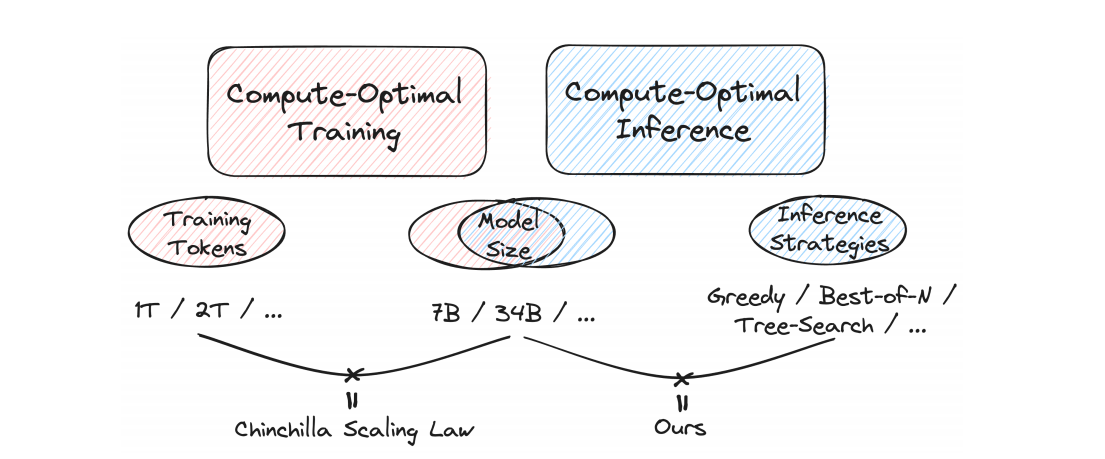 Compute-Optimal
Training
Compute-Optimal
Inference
Training
Tokens
Model
Size
Inference
Strategies
1T / 2T / ...
7B / 34B / ...
Greedy / Best-of-N /
Tree-Search / ...
Chinchilla Scaling Law
Ours